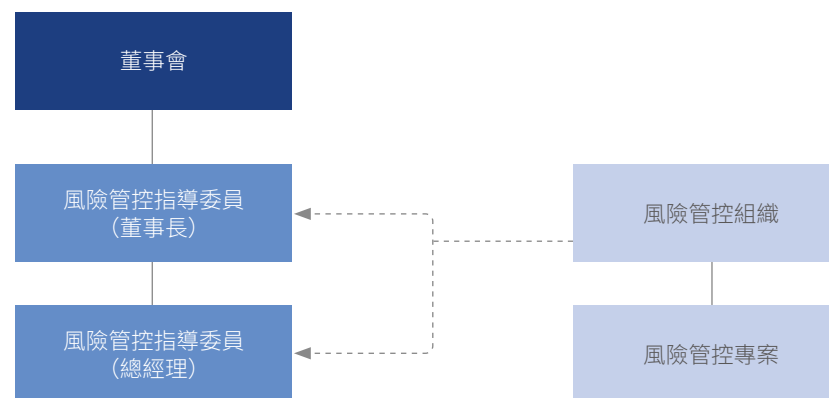 董事會
風險管控指導委員
（董事長）
風險管控組織
風險管控指導委員
（總經理）
風險管控專案